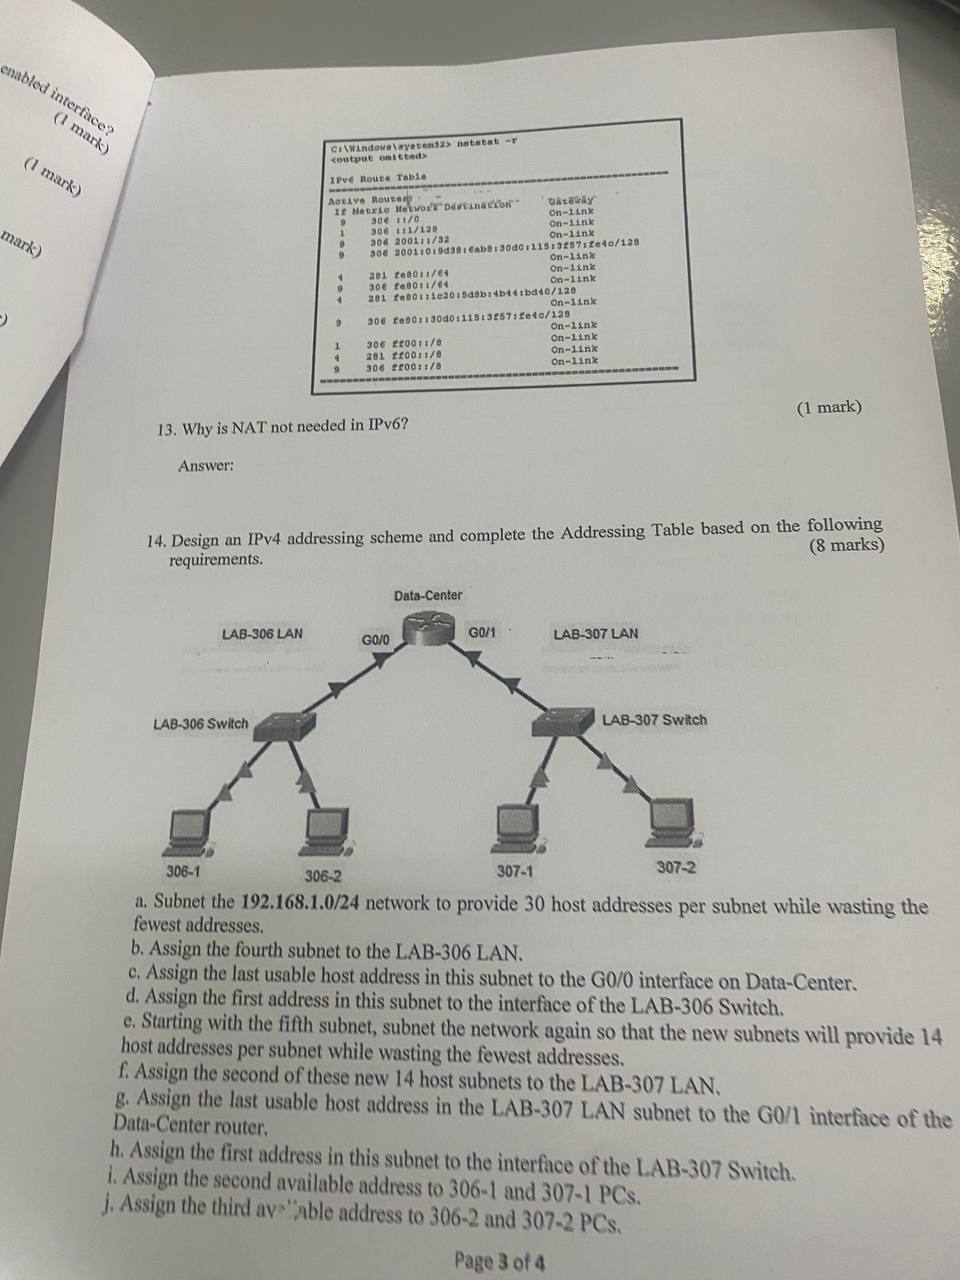 enabled interface?
(1 mark)
(1 mark)
mark)
C:\Windows\system32> netstat -r
<output omitted>
IPv6 Route Table
Active Routes:
If Metric Network Destination Gateway
9 306 ::/0 On-link
1 306 ::1/128 On-link
9 306 2001::/32 On-link
9 306 2001:0:9d38:6ab8:30d0:115:3f57:fe4c/128
On-link
4 281 fe80::/64 On-link
9 306 fe80::/64 On-link
4 281 fe80::1c20:5d8b:4b44:bd40/128
On-link
9 306 fe80::30d0:115:3f57:fe4c/128
On-link
1 306 ff00::/8 On-link
4 281 ff00::/8 On-link
9 306 ff00::/8 On-link
(1 mark)
13. Why is NAT not needed in IPv6?
Answer:
14. Design an IPv4 addressing scheme and complete the Addressing Table based on the following
requirements. (8 marks)
Data-Center
LAB-306 LAN G0/0 G0/1 LAB-307 LAN
LAB-306 Switch LAB-307 Switch
306-1 306-2 307-1 307-2
a. Subnet the 192.168.1.0/24 network to provide 30 host addresses per subnet while wasting the
fewest addresses.
b. Assign the fourth subnet to the LAB-306 LAN.
c. Assign the last usable host address in this subnet to the G0/0 interface on Data-Center.
d. Assign the first address in this subnet to the interface of the LAB-306 Switch.
e. Starting with the fifth subnet, subnet the network again so that the new subnets will provide 14
host addresses per subnet while wasting the fewest addresses.
f. Assign the second of these new 14 host subnets to the LAB-307 LAN.
g. Assign the last usable host address in the LAB-307 LAN subnet to the G0/1 interface of the
Data-Center router.
h. Assign the first address in this subnet to the interface of the LAB-307 Switch.
i. Assign the second available address to 306-1 and 307-1 PCs.
j. Assign the third available address to 306-2 and 307-2 PCs.
Page 3 of 4